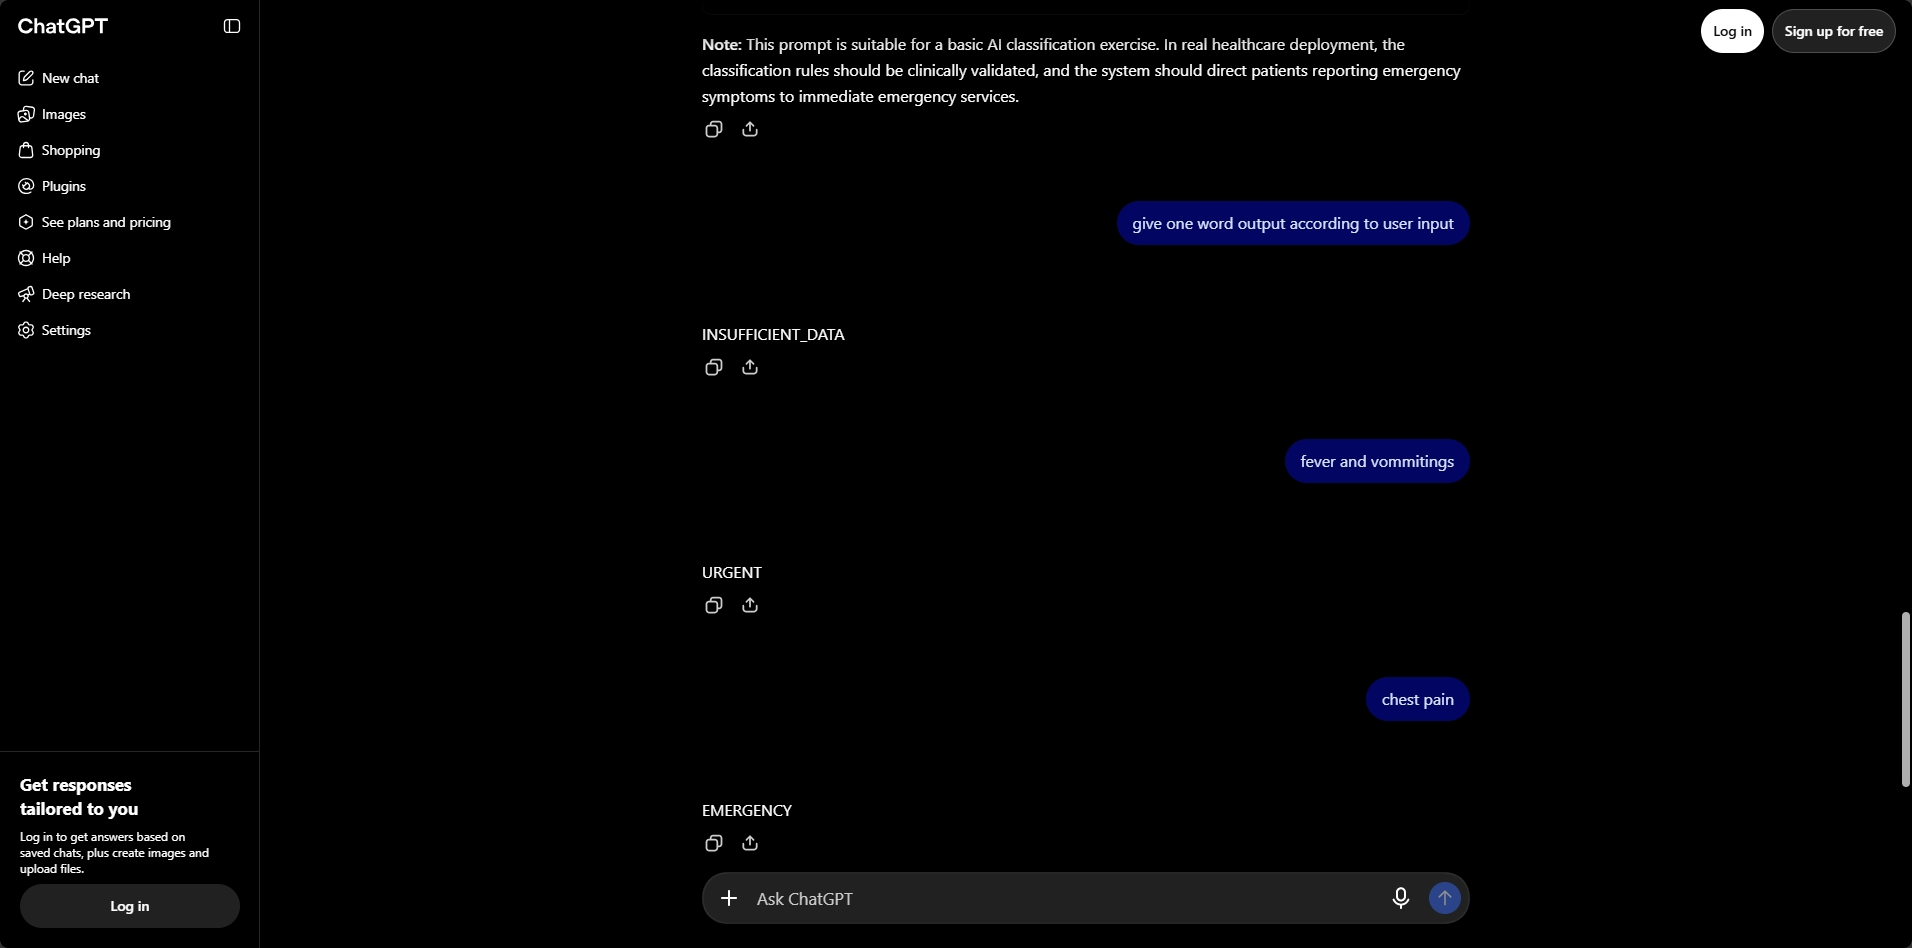 ChatGPT
New chat
Images
Shopping
Plugins
See plans and pricing
Help
Deep research
Settings
Get responses
tailored to you
Log in to get answers based on
saved chats, plus create images and
upload files.
Log in
Log in
Sign up for free
Note: This prompt is suitable for a basic AI classification exercise. In real healthcare deployment, the
classification rules should be clinically validated, and the system should direct patients reporting emergency
symptoms to immediate emergency services.
give one word output according to user input
INSUFFICIENT_DATA
fever and vommitings
URGENT
chest pain
EMERGENCY
Ask ChatGPT